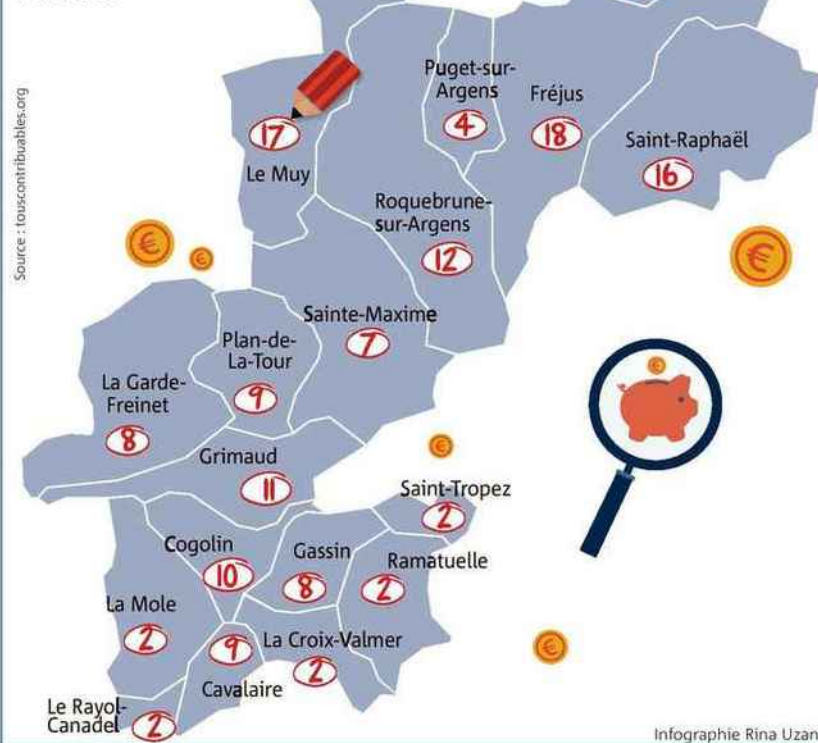 Puget-sur-
Argens
4
Fréjus
18
Saint-Raphaël
16
17
Le Muy
Source : touscontribuables.org
Roquebrune-
sur-Argens
12
Sainte-Maxime
7
Plan-de-
La-Tour
9
La Garde-
Freinet
8
Grimaud
11
Saint-Tropez
2
Cogolin
10
Gassin
8
Ramatuelle
2
La Mole
2
9
Cavalaire
La Croix-Valmer
2
Le Rayol-
Canadel
2
Infographie Rina Uzan